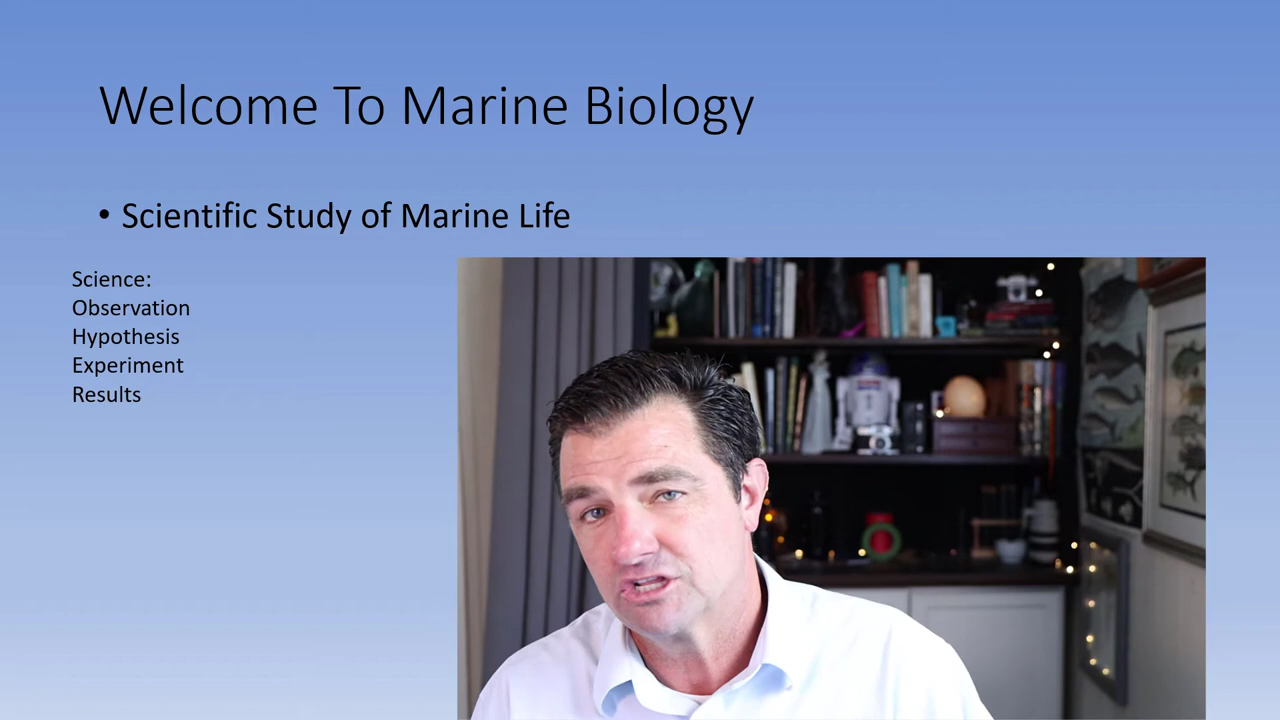 Welcome To Marine Biology
• Scientific Study of Marine Life
Science:
Observation
Hypothesis
Experiment
Results